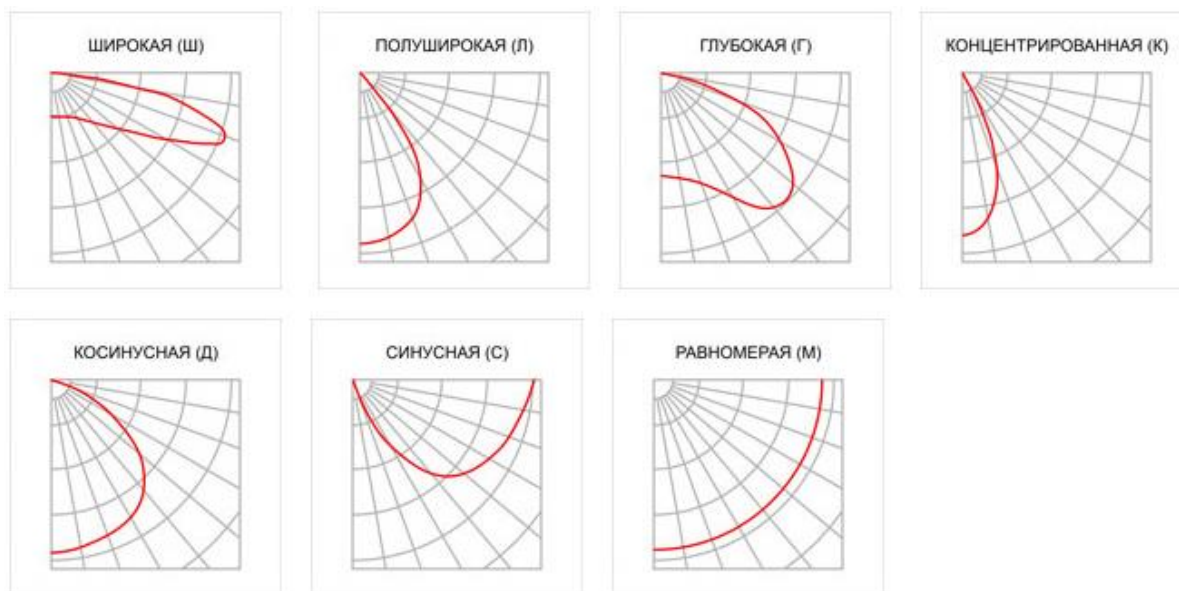 ШИРОКАЯ (Ш)
ПОЛУШИРОКАЯ (Л)
ГЛУБОКАЯ (Г)
КОНЦЕНТРИРОВАННАЯ (К)
КОСИНУСНАЯ (Д)
СИНУСНАЯ (С)
РАВНОМЕРАЯ (М)